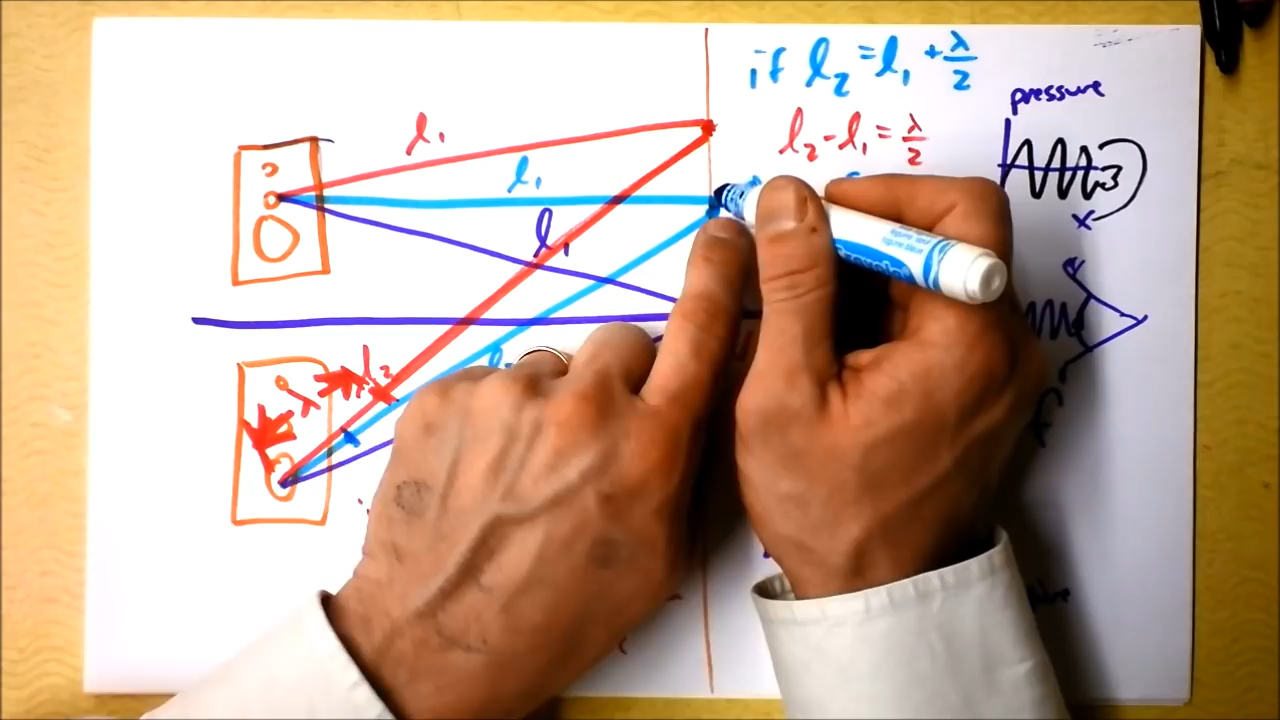 if l₂ = l₁ + λ/2
l₂ - l₁ = λ/2
pressure
x
l₁
l₁
l₁
l₂
λ